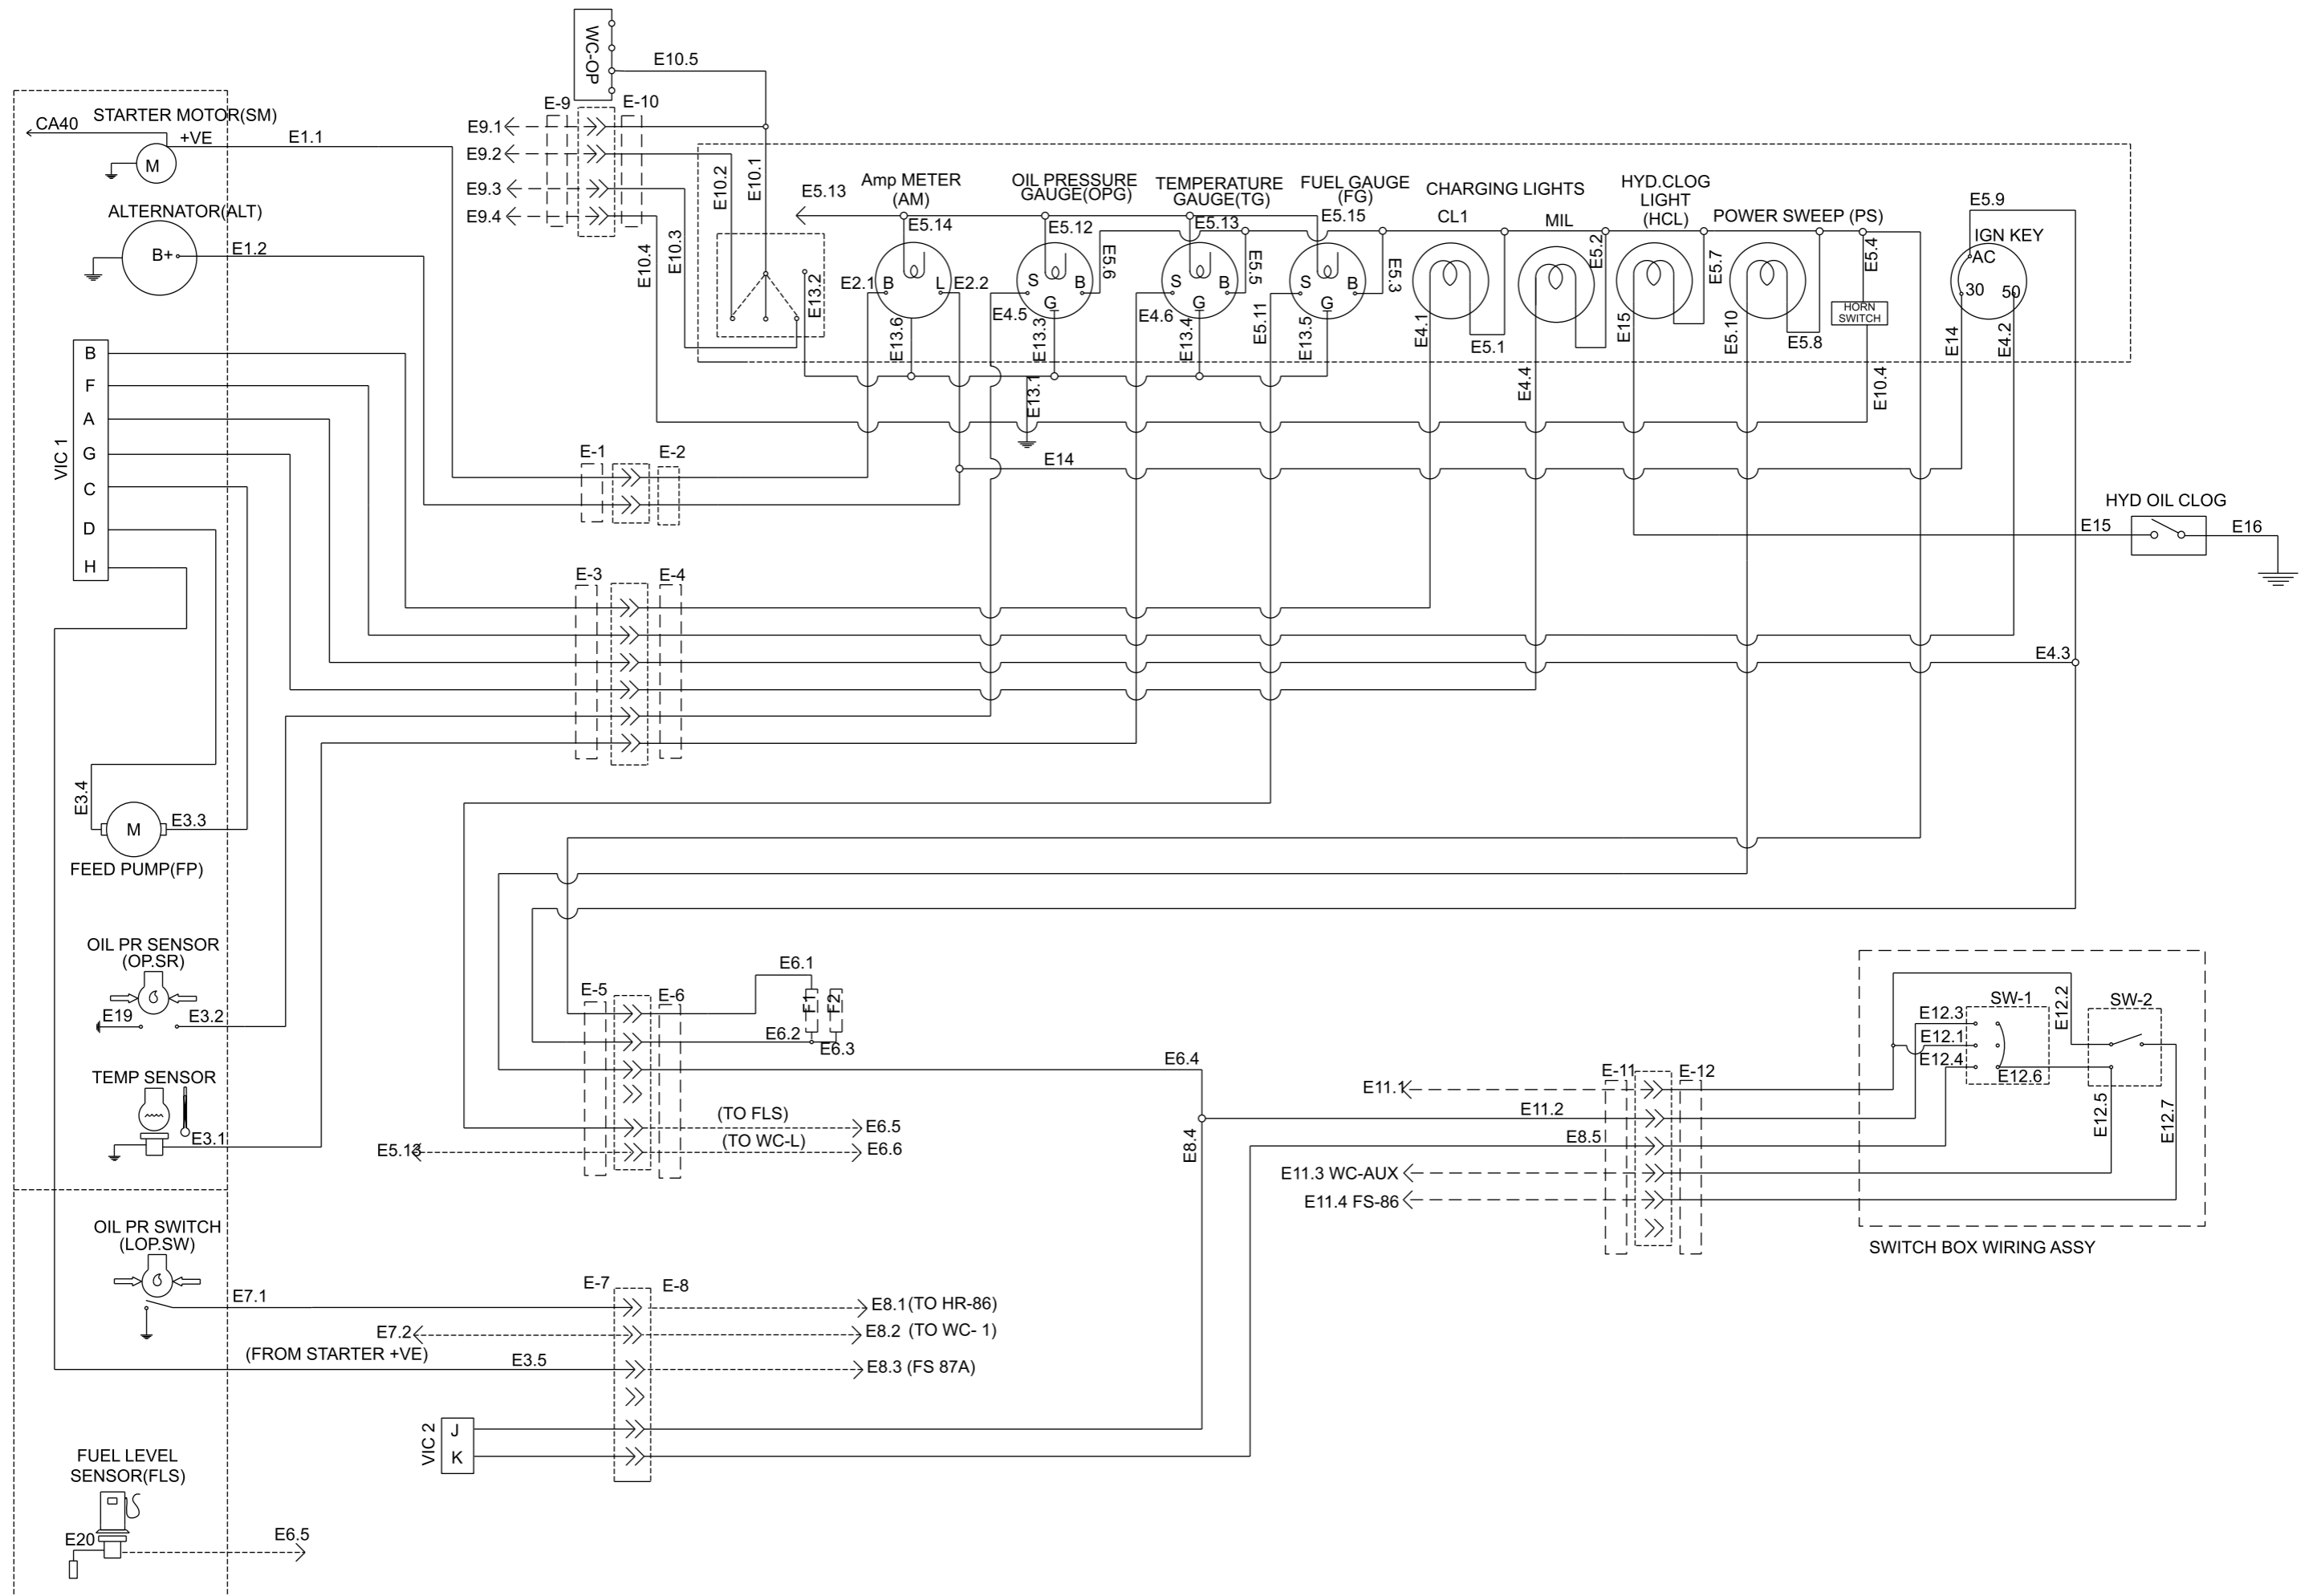 WC-OP
E10.5
E-9
E-10
STARTER MOTOR(SM)
CA40
+VE
E1.1
M
E9.1
E9.2
E9.3
E9.4
E10.2
E10.1
E10.4
E10.3
E13.2
ALTERNATOR(ALT)
B+
E1.2
E5.13
Amp METER
(AM)
OIL PRESSURE
GAUGE(OPG)
TEMPERATURE
GAUGE(TG)
FUEL GAUGE
(FG)
CHARGING LIGHTS
CL1
MIL
HYD.CLOG
LIGHT
(HCL)
POWER SWEEP (PS)
E5.9
IGN KEY
AC
30
50
E5.14
E5.12
E5.13
E5.15
E5.6
E5.5
E5.3
E5.2
E5.7
E5.4
E2.1
B
L
E2.2
S
B
G
S
B
G
S
B
G
HORN
SWITCH
E4.5
E4.6
E13.6
E13.3
E13.4
E5.11
E13.5
E4.1
E5.1
E4.4
E15
E5.10
E5.8
E10.4
E14
E4.2
E13.1
VIC 1
B
F
A
G
C
D
H
E-1
E-2
E14
HYD OIL CLOG
E15
E16
E-3
E-4
E4.3
E3.4
M
E3.3
FEED PUMP(FP)
OIL PR SENSOR
(OP.SR)
E19
E3.2
TEMP SENSOR
E3.1
E-5
E-6
E6.1
F1
F2
E6.2
E6.3
E6.4
(TO FLS)
E6.5
(TO WC-L)
E6.6
E5.13
E8.4
E-11
E-12
E11.1
E11.2
E8.5
E11.3 WC-AUX
E11.4 FS-86
SW-1
SW-2
E12.2
E12.3
E12.1
E12.4
E12.6
E12.5
E12.7
SWITCH BOX WIRING ASSY
OIL PR SWITCH
(LOP.SW)
E7.1
E-7
E-8
E8.1(TO HR-86)
E7.2
E8.2 (TO WC- 1)
(FROM STARTER +VE)
E3.5
E8.3 (FS 87A)
VIC 2
J
K
FUEL LEVEL
SENSOR(FLS)
E20
E6.5